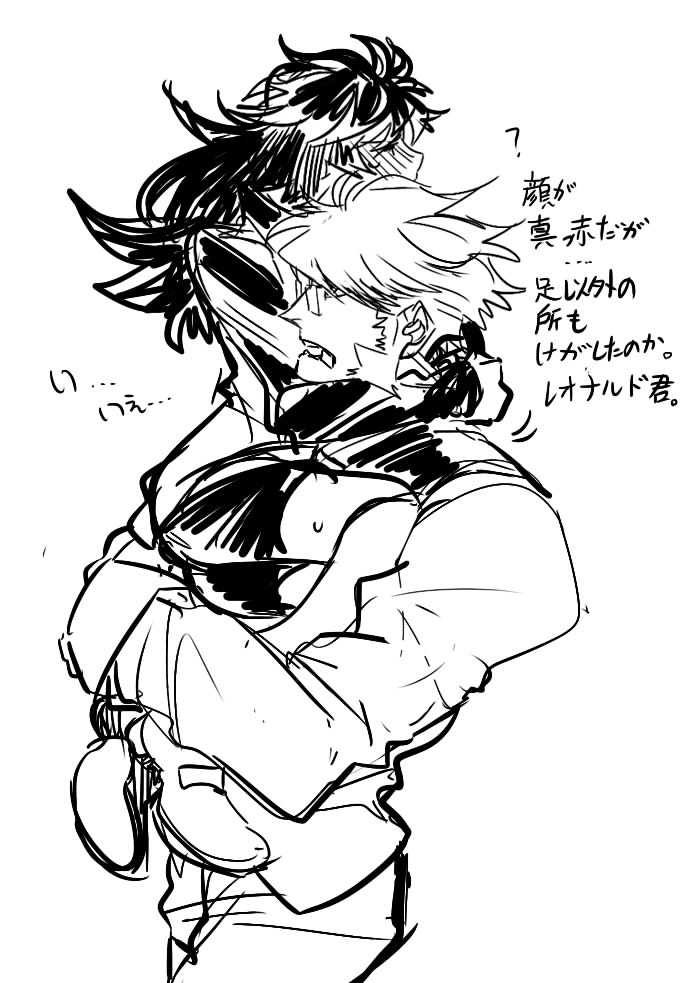 ?
顔が
真っ赤だが
…
足以外の
所も
けがしたのか。
レオナルド君。
い…
いえ…